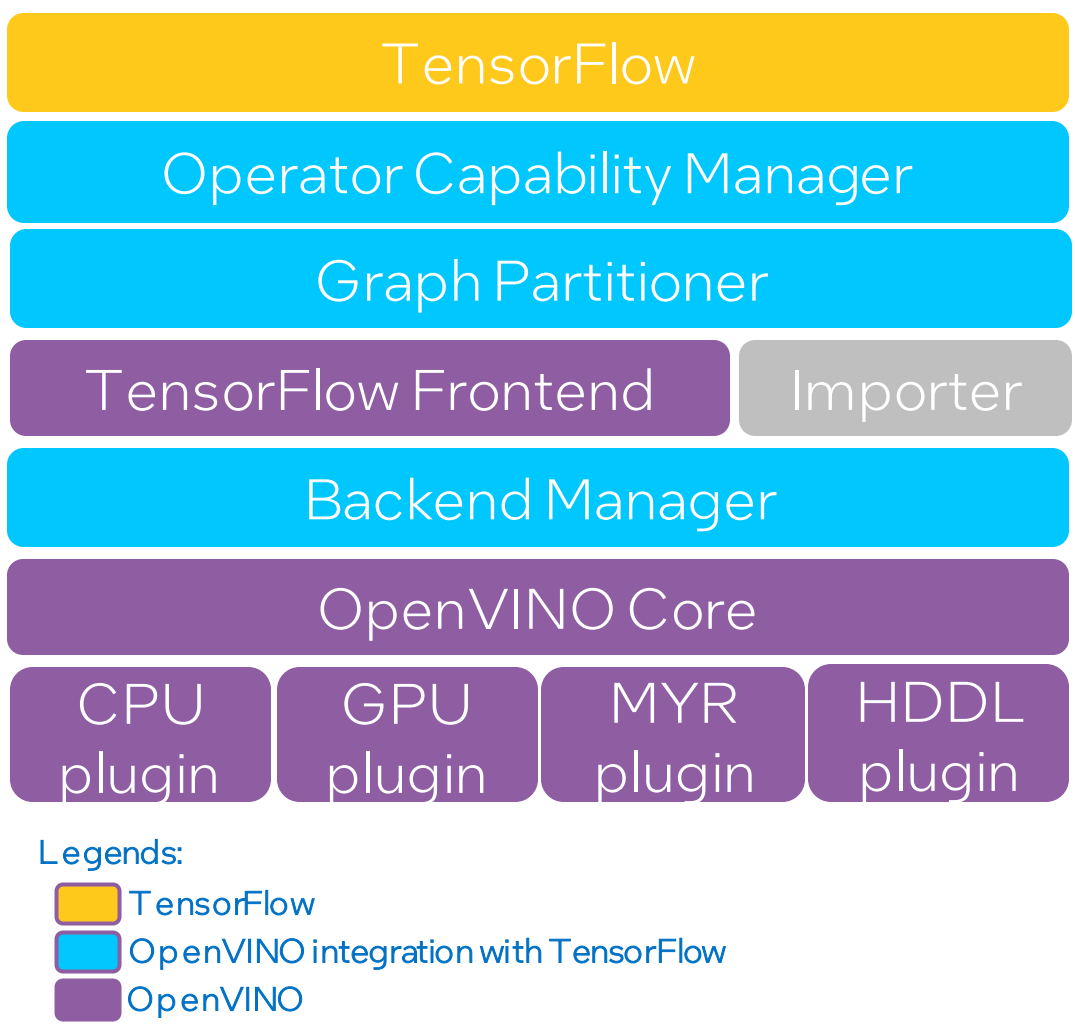 TensorFlow
Operator Capability Manager
Graph Partitioner
TensorFlow Frontend
Importer
Backend Manager
OpenVINO Core
CPU
plugin
GPU
plugin
MYR
plugin
HDDL
plugin
Legends:
TensorFlow
OpenVINO integration with TensorFlow
OpenVINO